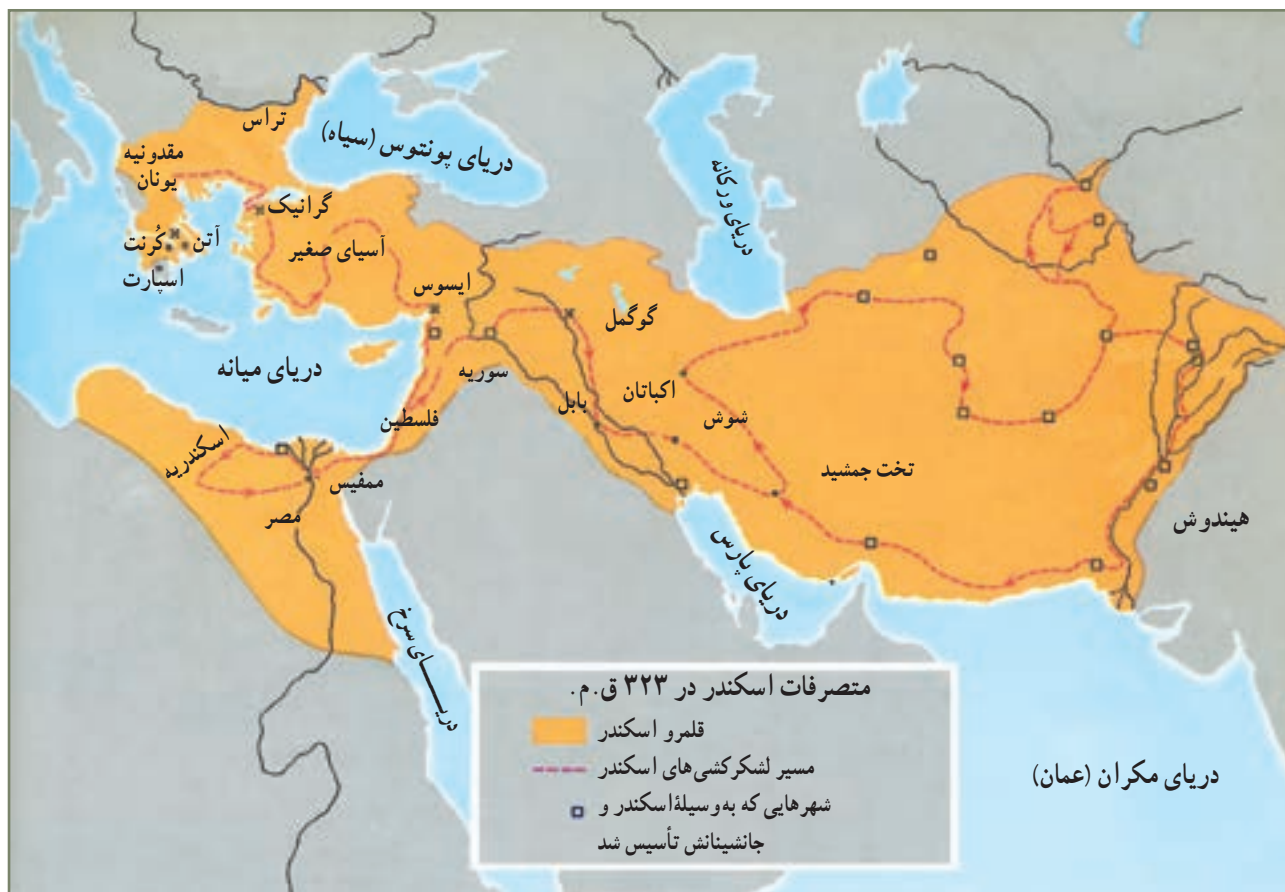 تراس
دریای پونتوس (سیاه)
مقدونیه
یونان
گرانیک
آتن
کُرنت
اسپارت
آسیای صغیر
ایسوس
دریای ورکانه
گوگمل
دریای میانه
سوریه
اکباتان
بابل
شوش
فلسطین
اسکندریه
ممفیس
مصر
تخت جمشید
هیندوش
دریای پارس
دریـــای سرخ
دریای مکران (عمان)
متصرفات اسکندر در ۳۲۳ ق.م.
قلمرو اسکندر
مسیر لشکرکشی‌های اسکندر
شهرهایی که به‌وسیلهٔ اسکندر و
جانشینانش تأسیس شد